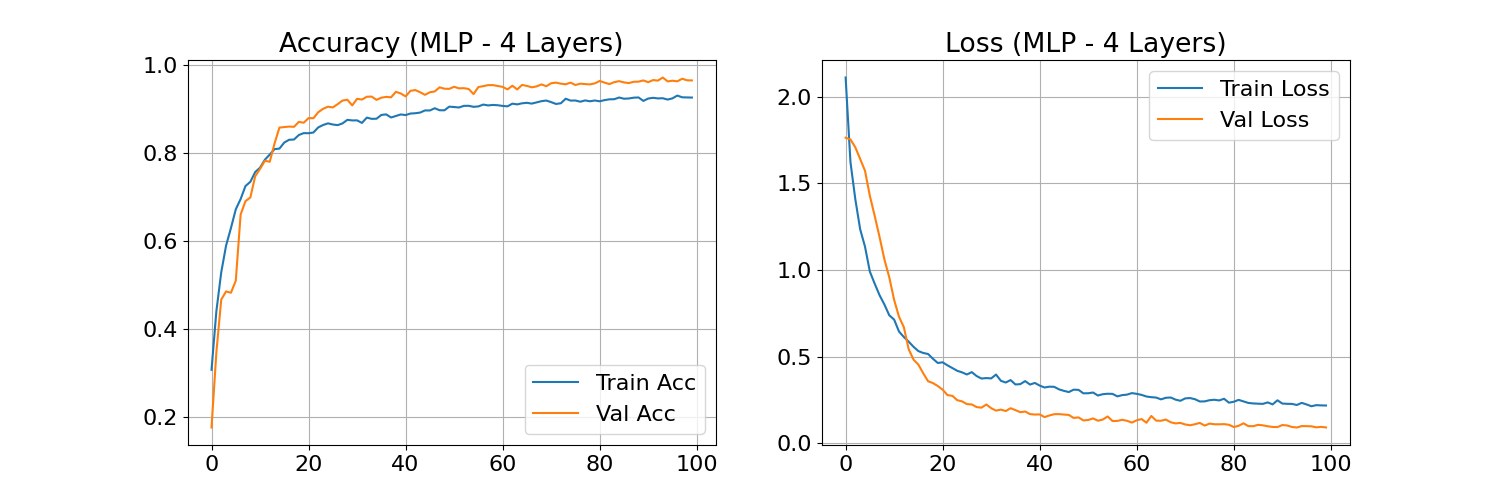 Accuracy (MLP - 4 Layers)
1.0
0.8
0.6
0.4
0.2
0 20 40 60 80 100
Train Acc
Val Acc
Loss (MLP - 4 Layers)
2.0
1.5
1.0
0.5
0.0
0 20 40 60 80 100
Train Loss
Val Loss